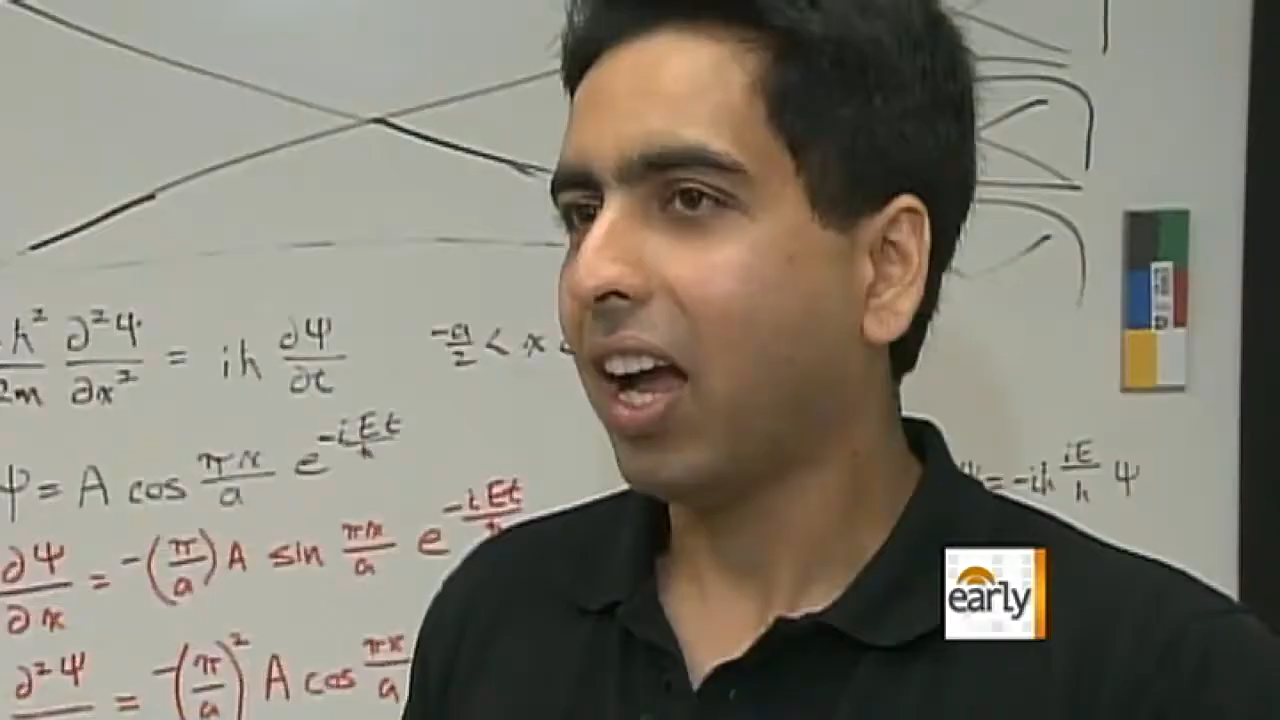 ħ² ∂²Ψ
2m ∂x² = iħ ∂Ψ/∂t -a/2 < x
Ψ = A cos πx/a e^(-iEt/ħ)
= -iħ iE/ħ Ψ
∂Ψ/∂x = -(π/a) A sin πx/a e^(-iEt/ħ)
early
∂²Ψ = -(π/a)² A cos πx/a